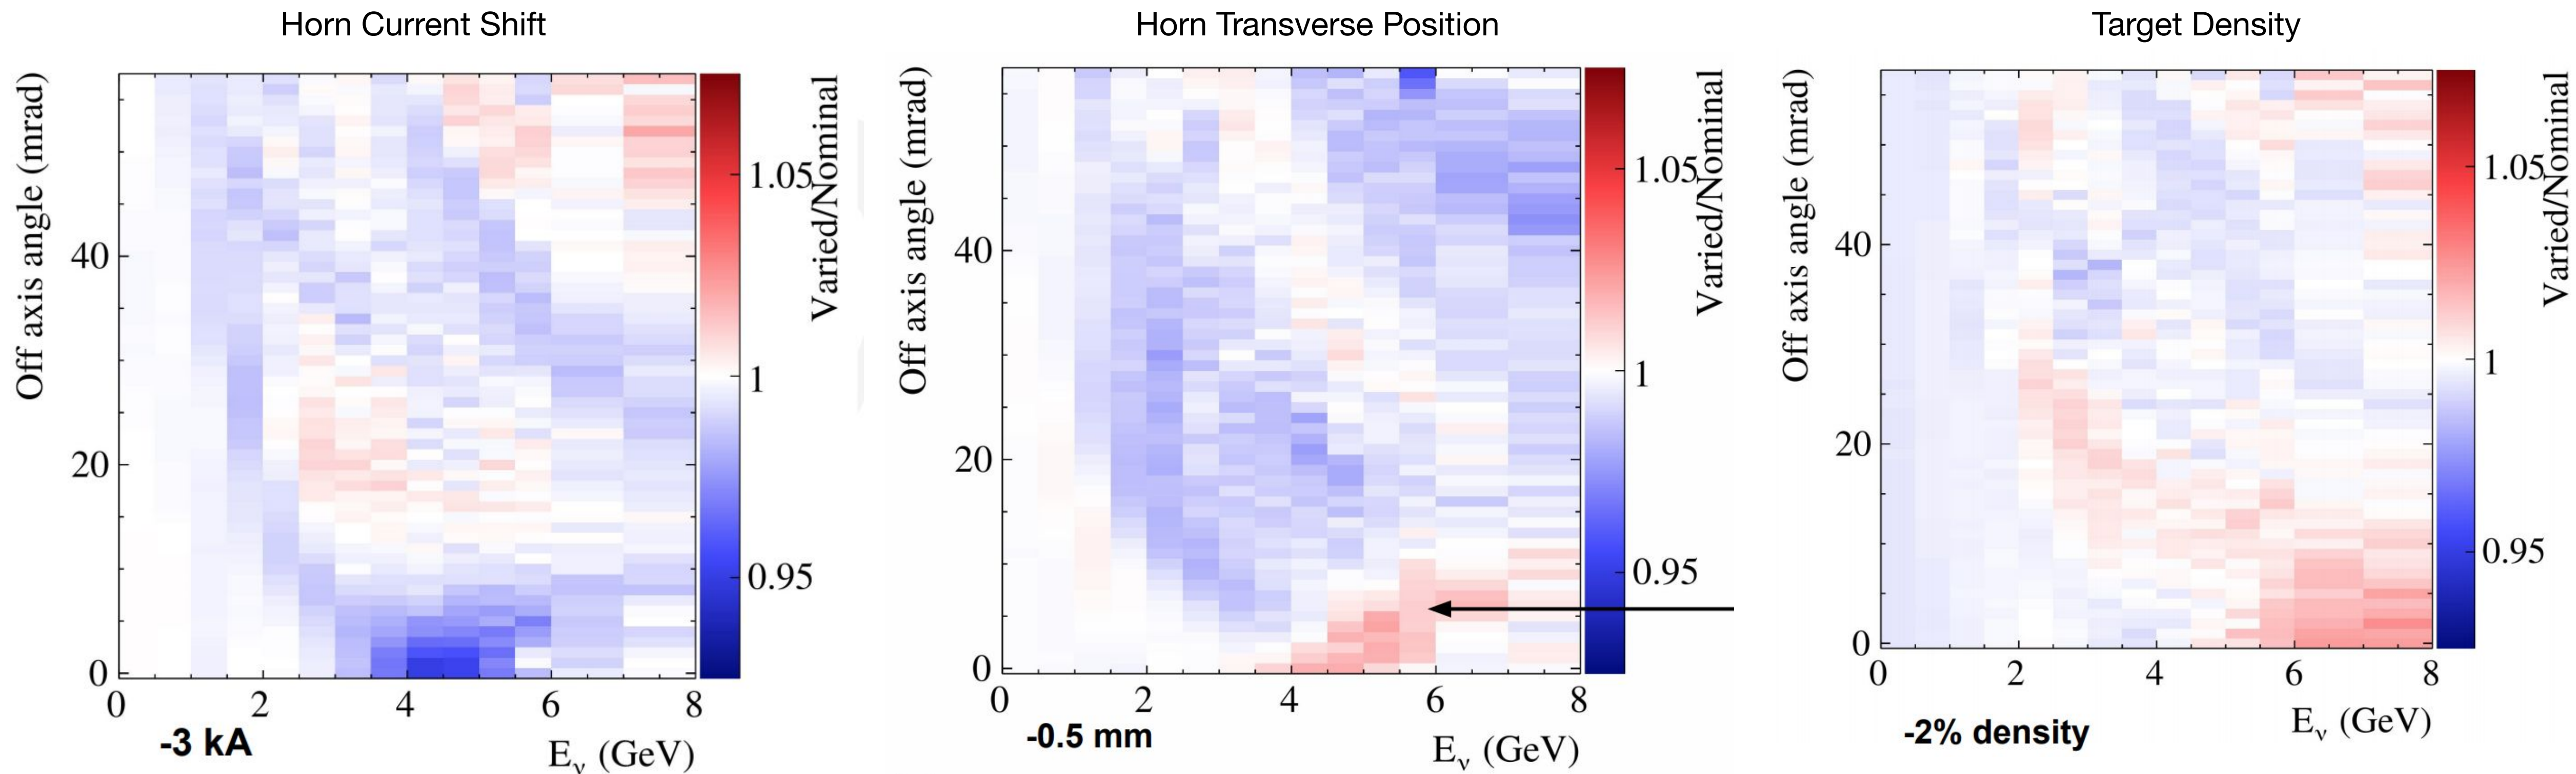 Horn Current Shift
Off axis angle (mrad)
40
20
0
0 2 4 6 8
-3 kA
Eν (GeV)
1.05
1
0.95
Varied/Nominal
Horn Transverse Position
Off axis angle (mrad)
40
20
0
0 2 4 6 8
-0.5 mm
Eν (GeV)
1.05
1
0.95
Varied/Nominal
Target Density
Off axis angle (mrad)
40
20
0
0 2 4 6 8
-2% density
Eν (GeV)
1.05
1
0.95
Varied/Nominal